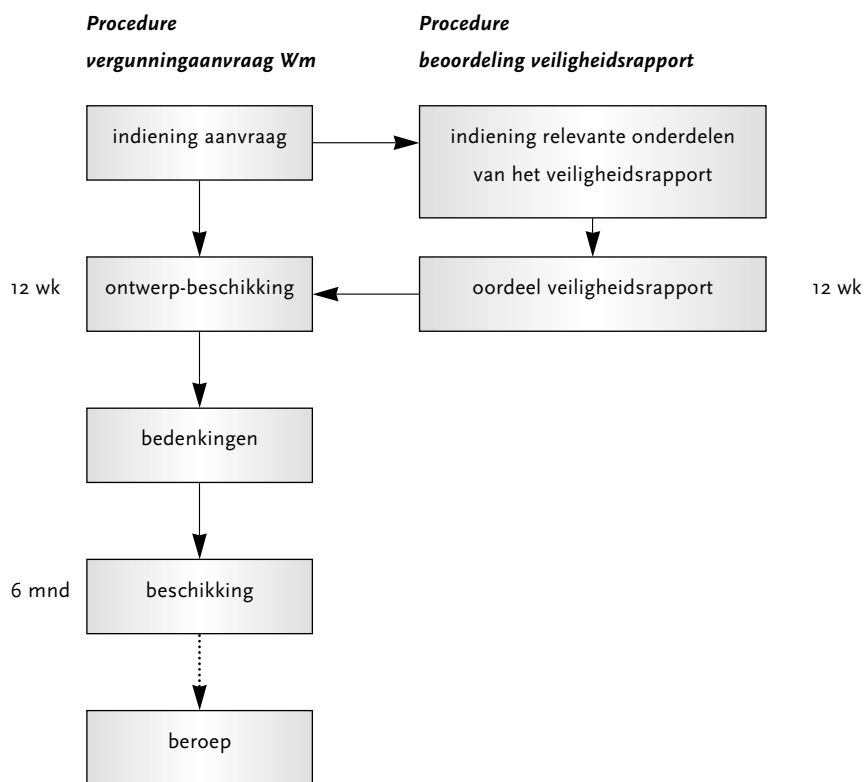 Procedure
vergunningaanvraag Wm
Procedure
beoordeling veiligheidsrapport
indiening aanvraag
indiening relevante onderdelen
van het veiligheidsrapport
12 wk
ontwerp-beschikking
oordeel veiligheidsrapport
12 wk
bedenkingen
6 mnd
beschikking
beroep